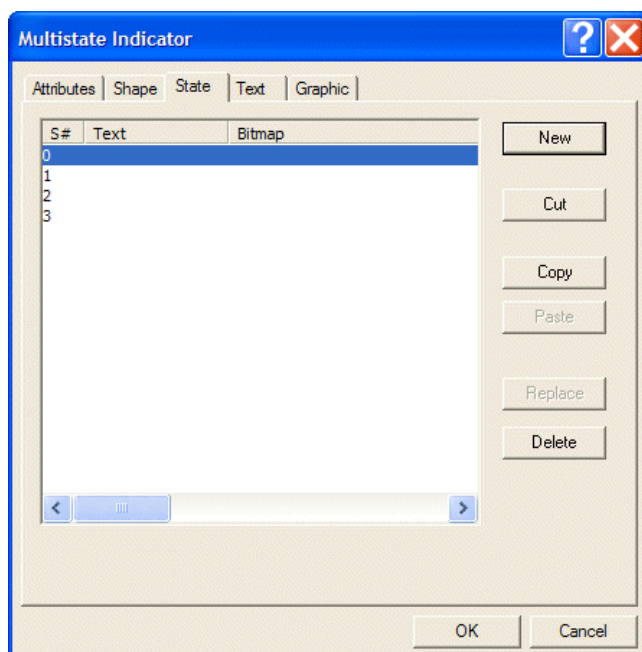 Multistate Indicator
Attributes Shape State Text Graphic
S# Text Bitmap
New
0
1
2
3
Cut
Copy
Paste
Replace
Delete
OK Cancel